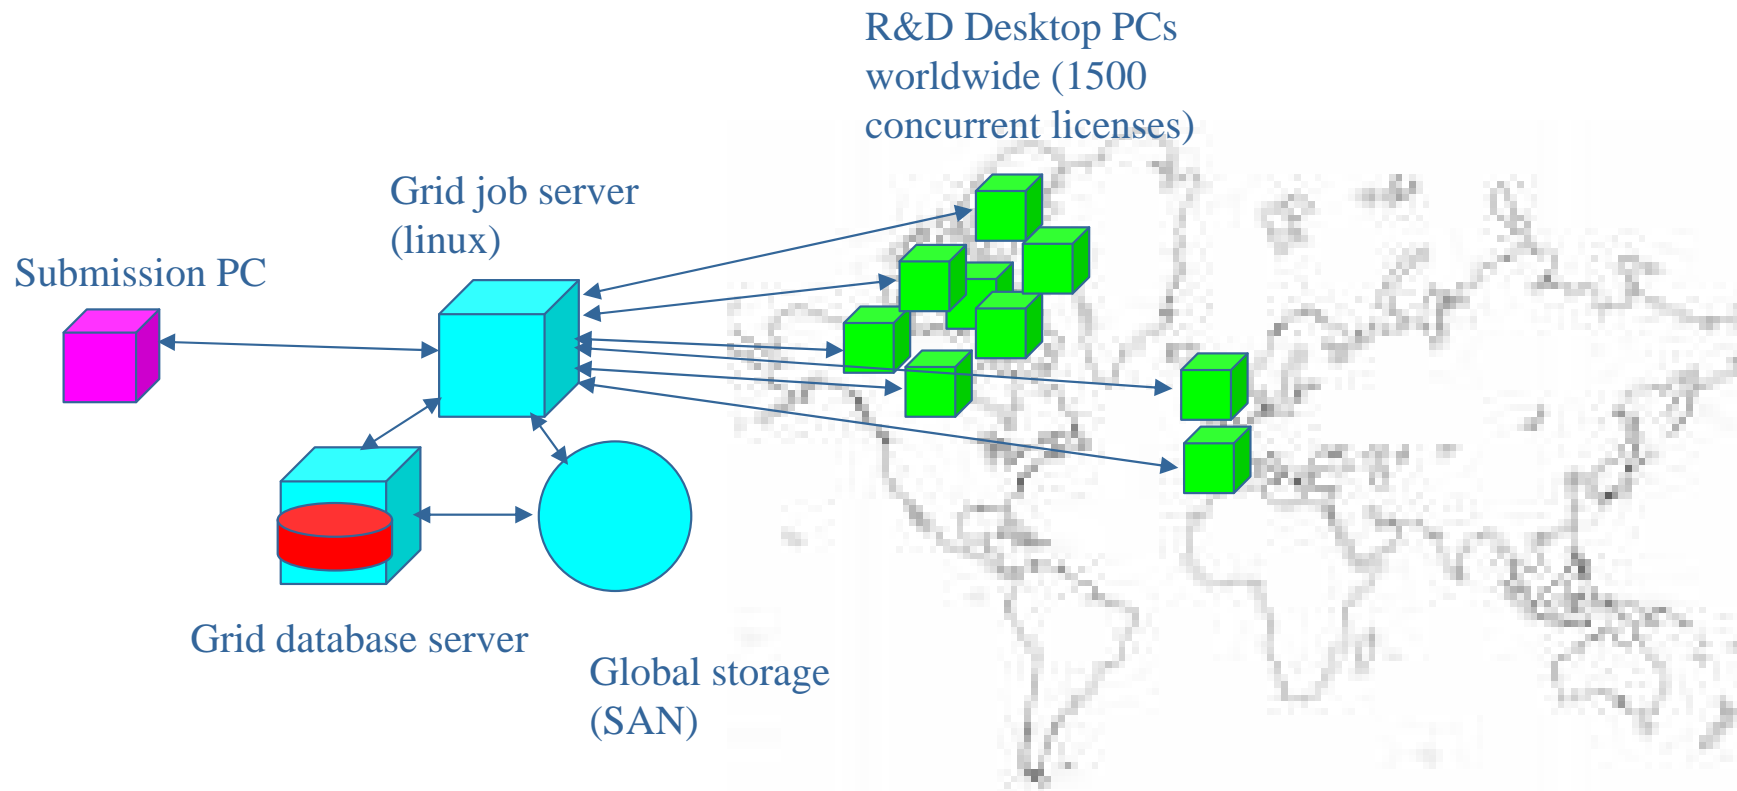 R&D Desktop PCs
worldwide (1500
concurrent licenses)
Grid job server
(linux)
Submission PC
Grid database server
Global storage
(SAN)